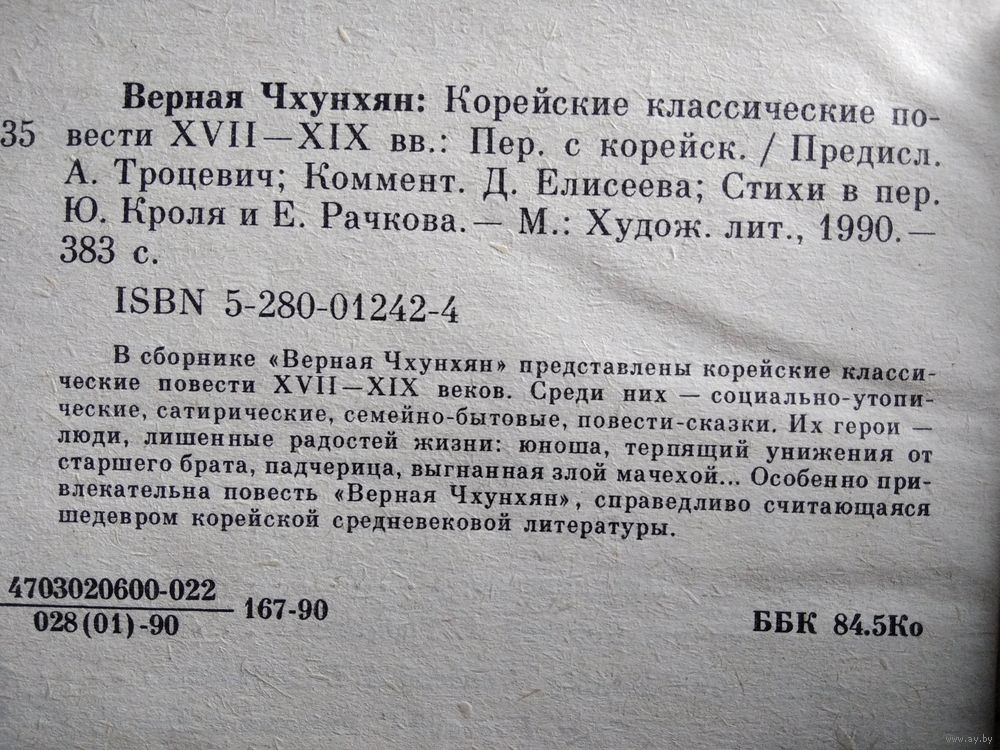 Верная Чхунхян: Корейские классические по-
35 вести XVII—XIX вв.: Пер. с корейск. / Предисл.
А. Троцевич; Коммент. Д. Елисеева; Стихи в пер.
Ю. Кроля и Е. Рачкова.— М.: Худож. лит., 1990.—
383 с.
ISBN 5-280-01242-4
В сборнике «Верная Чхунхян» представлены корейские класси-
ческие повести XVII—XIX веков. Среди них — социально-утопи-
ческие, сатирические, семейно-бытовые, повести-сказки. Их герои —
люди, лишенные радостей жизни: юноша, терпящий унижения от
старшего брата, падчерица, выгнанная злой мачехой... Особенно при-
влекательна повесть «Верная Чхунхян», справедливо считающаяся
шедевром корейской средневековой литературы.
4703020600-022
028(01)-90
167-90
ББК 84.5Ко
www.ay.by